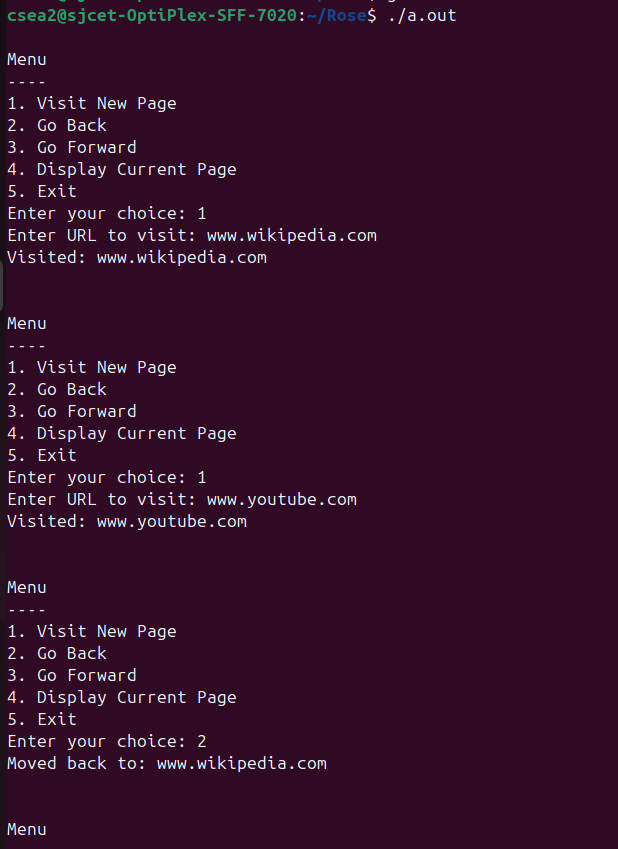 csea2@sjcet-OptiPlex-SFF-7020:~/Rose$ ./a.out
Menu
----
1. Visit New Page
2. Go Back
3. Go Forward
4. Display Current Page
5. Exit
Enter your choice: 1
Enter URL to visit: www.wikipedia.com
Visited: www.wikipedia.com
Menu
----
1. Visit New Page
2. Go Back
3. Go Forward
4. Display Current Page
5. Exit
Enter your choice: 1
Enter URL to visit: www.youtube.com
Visited: www.youtube.com
Menu
----
1. Visit New Page
2. Go Back
3. Go Forward
4. Display Current Page
5. Exit
Enter your choice: 2
Moved back to: www.wikipedia.com
Menu